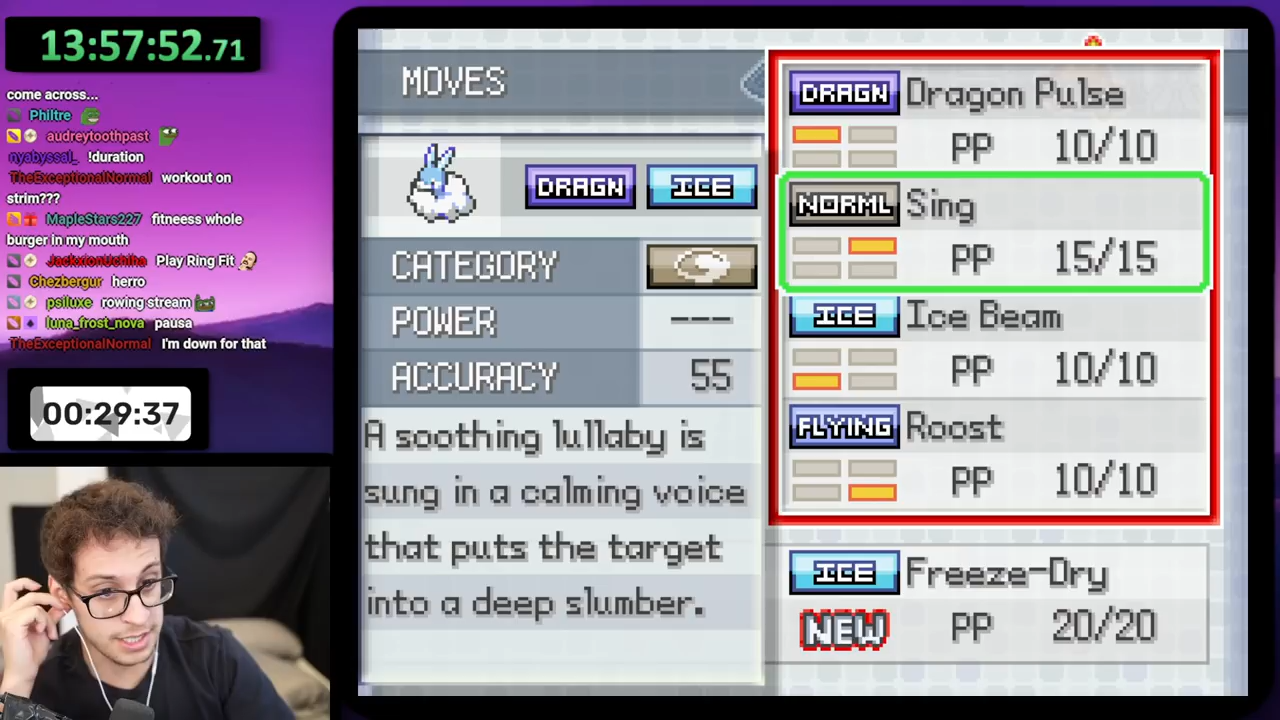 13:57:52.71
come across...
Philtre
audreytoothpast
nyabyssal_ !duration
TheExceptionalNormal workout on
strim???
MapleStars227 fitneess whole
burger in my mouth
JackxionUchiha Play Ring Fit
Chezbergur herro
psiluxe rowing stream
luna_frost_nova pausa
TheExceptionalNormal I'm down for that
00:29:37
MOVES
DRAGN ICE
CATEGORY
POWER ---
ACCURACY 55
A soothing lullaby is
sung in a calming voice
that puts the target
into a deep slumber.
DRAGN Dragon Pulse
PP 10/10
NORML Sing
PP 15/15
ICE Ice Beam
PP 10/10
FLYING Roost
PP 10/10
ICE Freeze-Dry
NEW PP 20/20